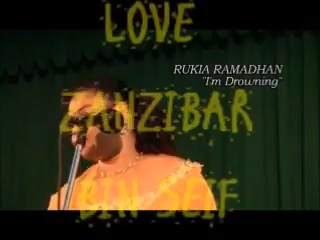 LOVE
RUKIA RAMADHAN
"I'm Drowning"
ZANZIBAR
BIN SEIF